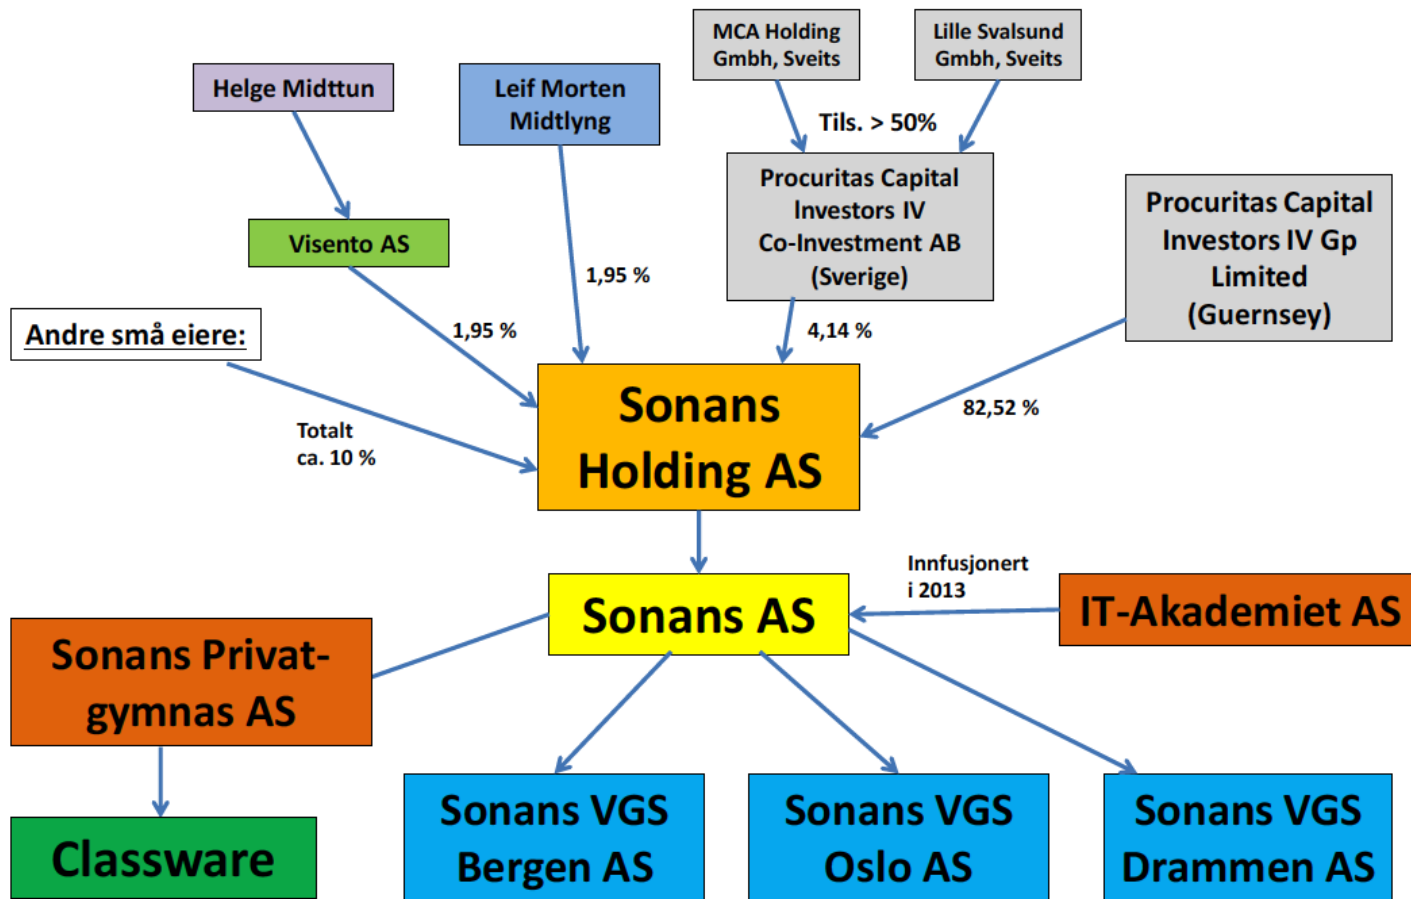 MCA Holding
Gmbh, Sveits
Lille Svalsund
Gmbh, Sveits
Helge Midttun
Leif Morten
Midtlyng
Tils. > 50%
Procuritas Capital
Investors IV
Co-Investment AB
(Sverige)
Procuritas Capital
Investors IV Gp
Limited
(Guernsey)
Visento AS
1,95 %
Andre små eiere:
1,95 %
4,14 %
82,52 %
Totalt
ca. 10 %
Sonans
Holding AS
Innfusjonert
i 2013
Sonans AS
IT-Akademiet AS
Sonans Privat-
gymnas AS
Classware
Sonans VGS
Bergen AS
Sonans VGS
Oslo AS
Sonans VGS
Drammen AS